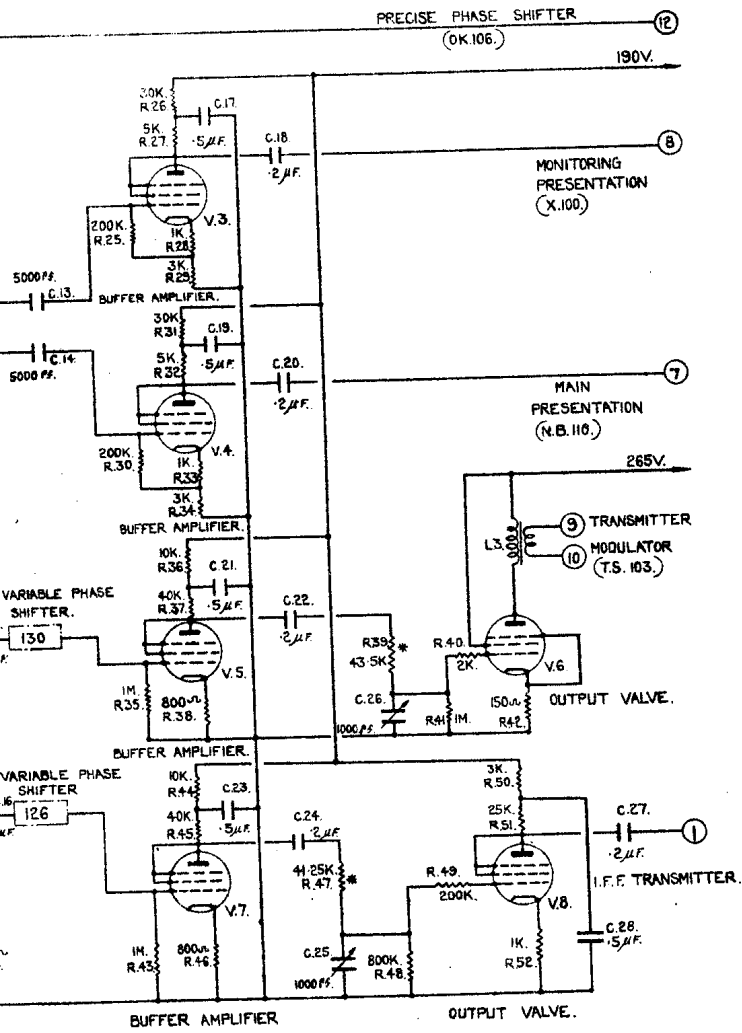 PRECISE PHASE SHIFTER
(OK.106.)
12
190V.
30K.
R.26.
C.17.
5K.
R.27.
.5µF.
C.18.
.2µF.
8
MONITORING
PRESENTATION
(X.100.)
V.3.
200K.
R.25.
1K.
R.28.
3K.
R.29.
5000 Pf.
C.13.
BUFFER AMPLIFIER.
30K.
R.31
C.19.
5K.
R.32
.5µF.
C.14.
5000 Pf.
C.20.
.2µF.
7
MAIN
PRESENTATION
(N.B.110.)
V.4.
200K.
R.30.
1K.
R.33
3K.
R.34
BUFFER AMPLIFIER.
265V.
L3.
9 TRANSMITTER
10 MODULATOR
(T.S. 103.)
10K.
R.36
C.21.
40K.
R.37.
.5µF.
C.22.
.2µF.
VARIABLE PHASE
SHIFTER.
130
V.5.
1M.
R.35.
800Ω
R.38.
R.39.
43.5K.
*
R.40.
2K.
V.6.
C.26.
1000 Pf.
R.41
1M.
150Ω
R.42.
OUTPUT VALVE.
BUFFER AMPLIFIER.
VARIABLE PHASE
SHIFTER
16.
126
10K.
R.44
C.23.
40K.
R.45.
.5µF.
C.24.
.2µF.
3K.
R.50.
25K.
R.51.
C.27.
.2µF.
1
41.25K.
R.47.
*
R.49.
200K.
I.F.F. TRANSMITTER.
V.7.
V.8.
1M.
R.43.
800Ω
R.46.
C.25.
1000 Pf.
800K.
R.48.
1K.
R.52.
C.28.
.5µF.
BUFFER AMPLIFIER
OUTPUT VALVE.